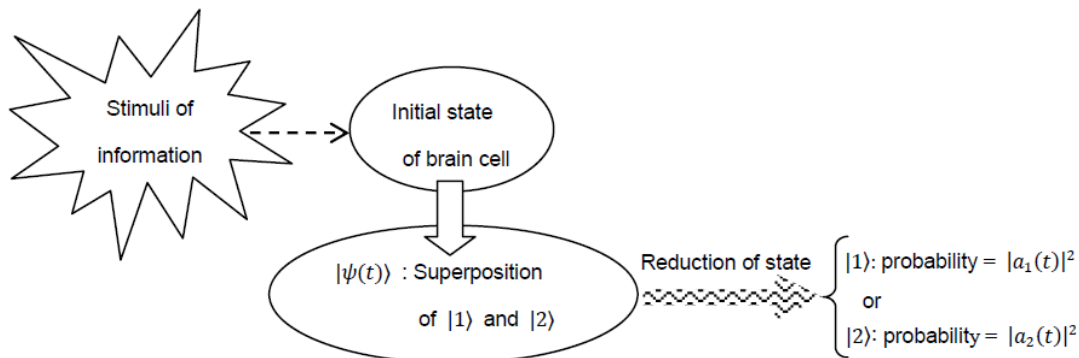 Stimuli of
information
Initial state
of brain cell
|ψ(t)⟩ : Superposition
of |1⟩ and |2⟩
Reduction of state
|1⟩: probability = |a₁(t)|²
or
|2⟩: probability = |a₂(t)|²